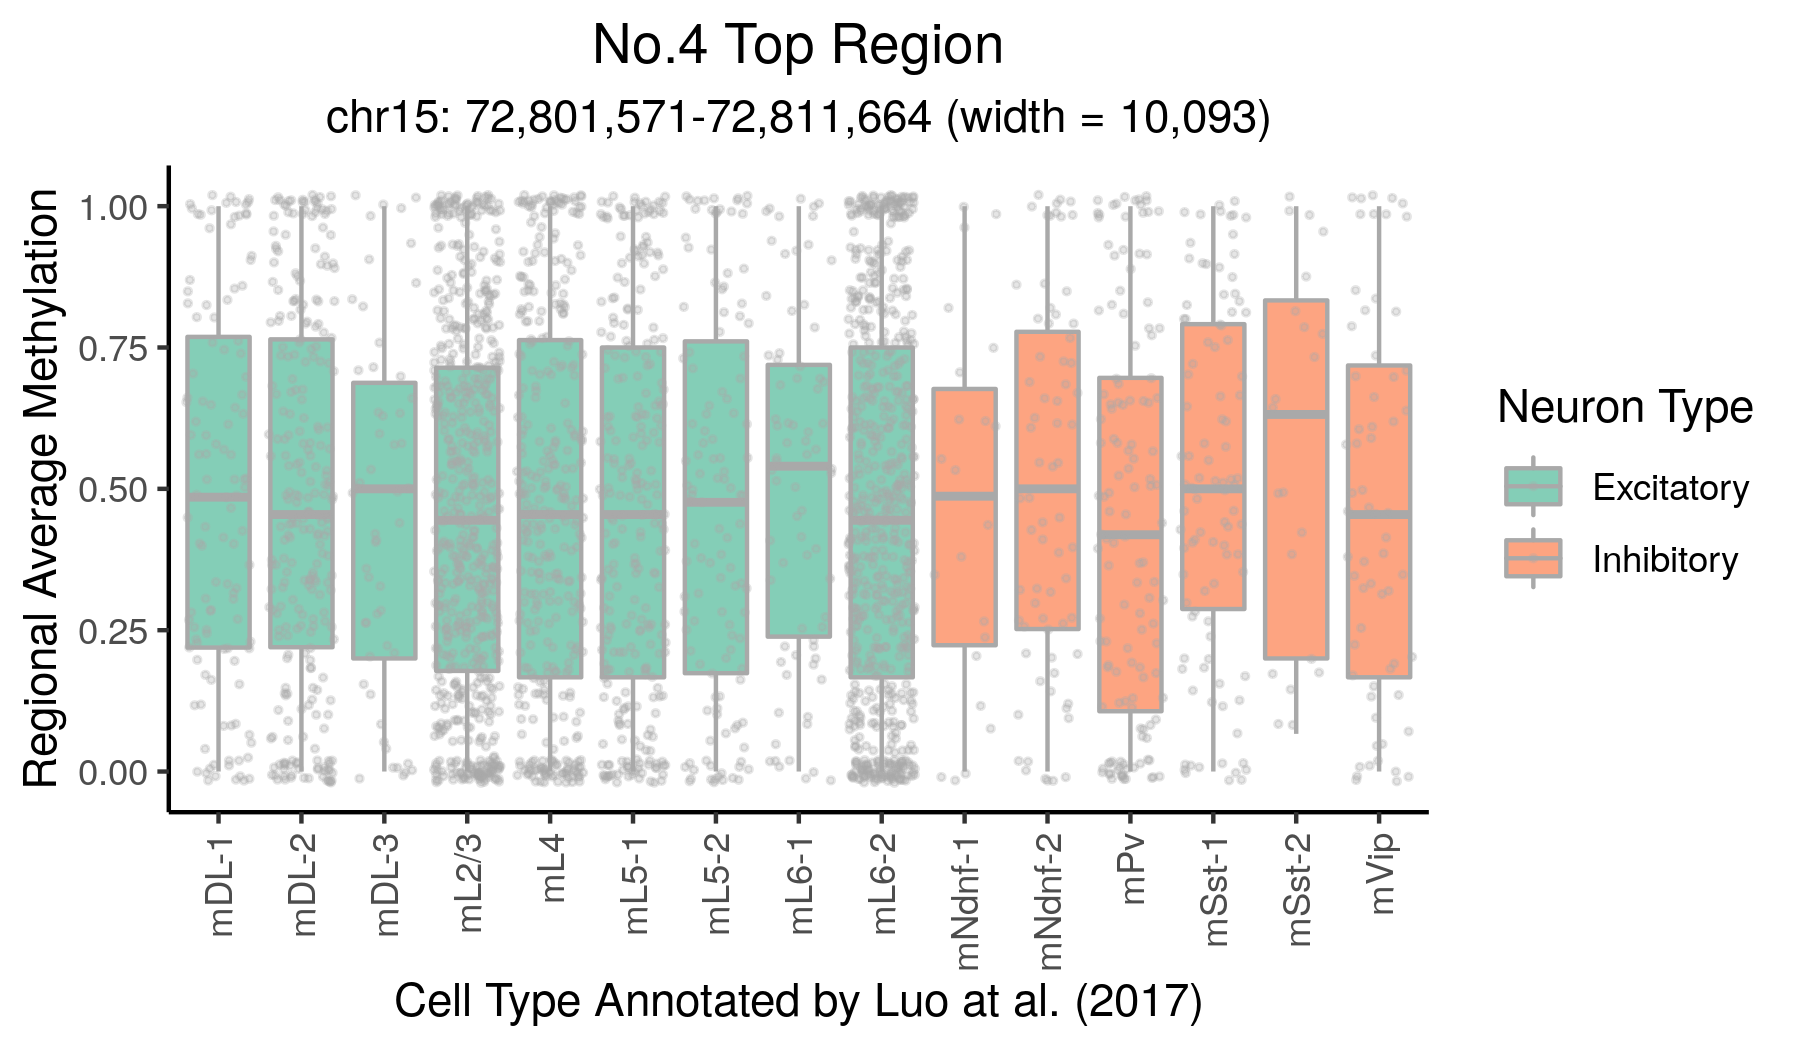 No.4 Top Region
chr15: 72,801,571-72,811,664 (width = 10,093)
Regional Average Methylation
1.00
0.75
0.50
0.25
0.00
mDL-1
mDL-2
mDL-3
mL2/3
mL4
mL5-1
mL5-2
mL6-1
mL6-2
mNdnf-1
mNdnf-2
mPv
mSst-1
mSst-2
mVip
Cell Type Annotated by Luo at al. (2017)
Neuron Type
Excitatory
Inhibitory